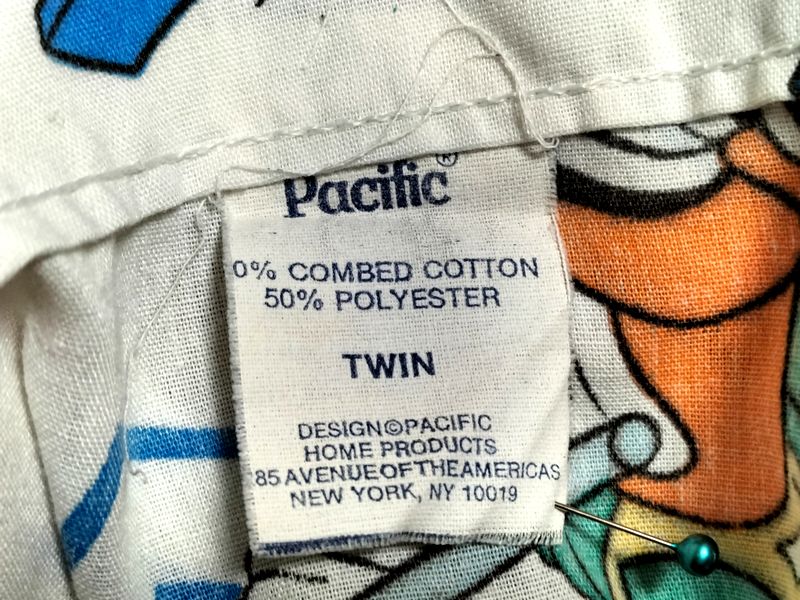 Pacific®
0% COMBED COTTON
50% POLYESTER
TWIN
DESIGN©PACIFIC
HOME PRODUCTS
85 AVENUE OF THE AMERICAS
NEW YORK, NY 10019